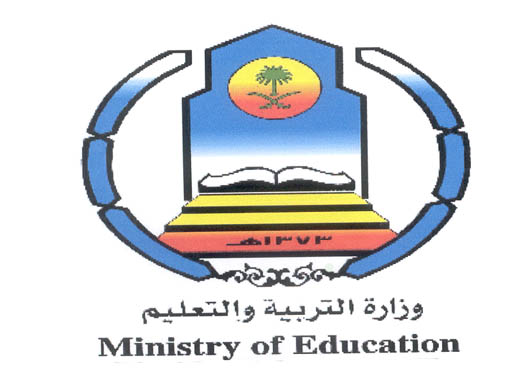 ١٣٧٣هـ
وزارة التربية والتعليم
Ministry of Education